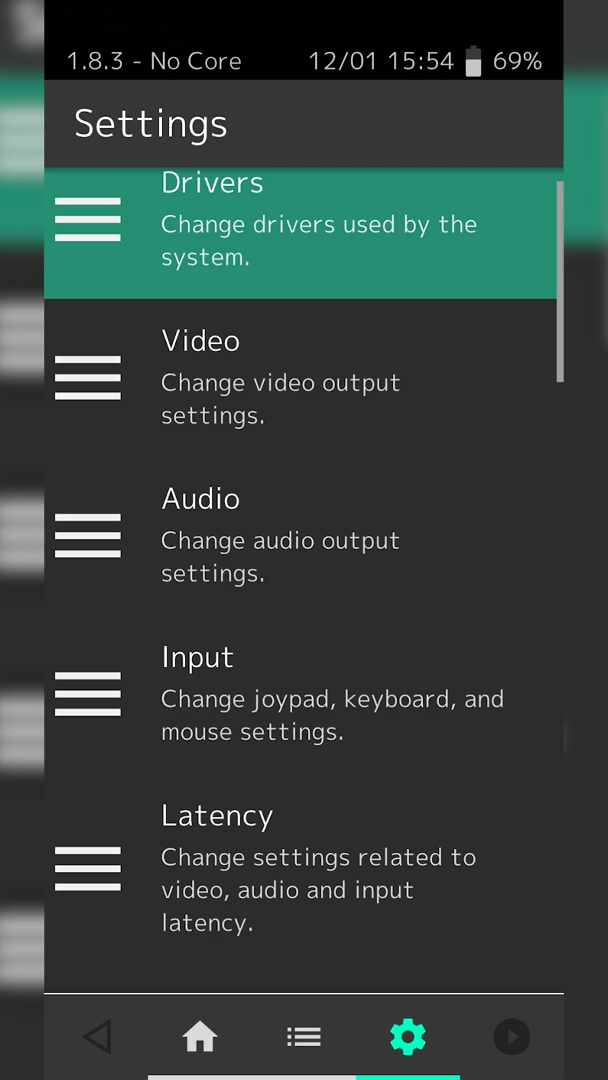 1.8.3 - No Core 12/01 15:54 69%
Settings
Drivers
Change drivers used by the
system.
Video
Change video output
settings.
Audio
Change audio output
settings.
Input
Change joypad, keyboard, and
mouse settings.
Latency
Change settings related to
video, audio and input
latency.